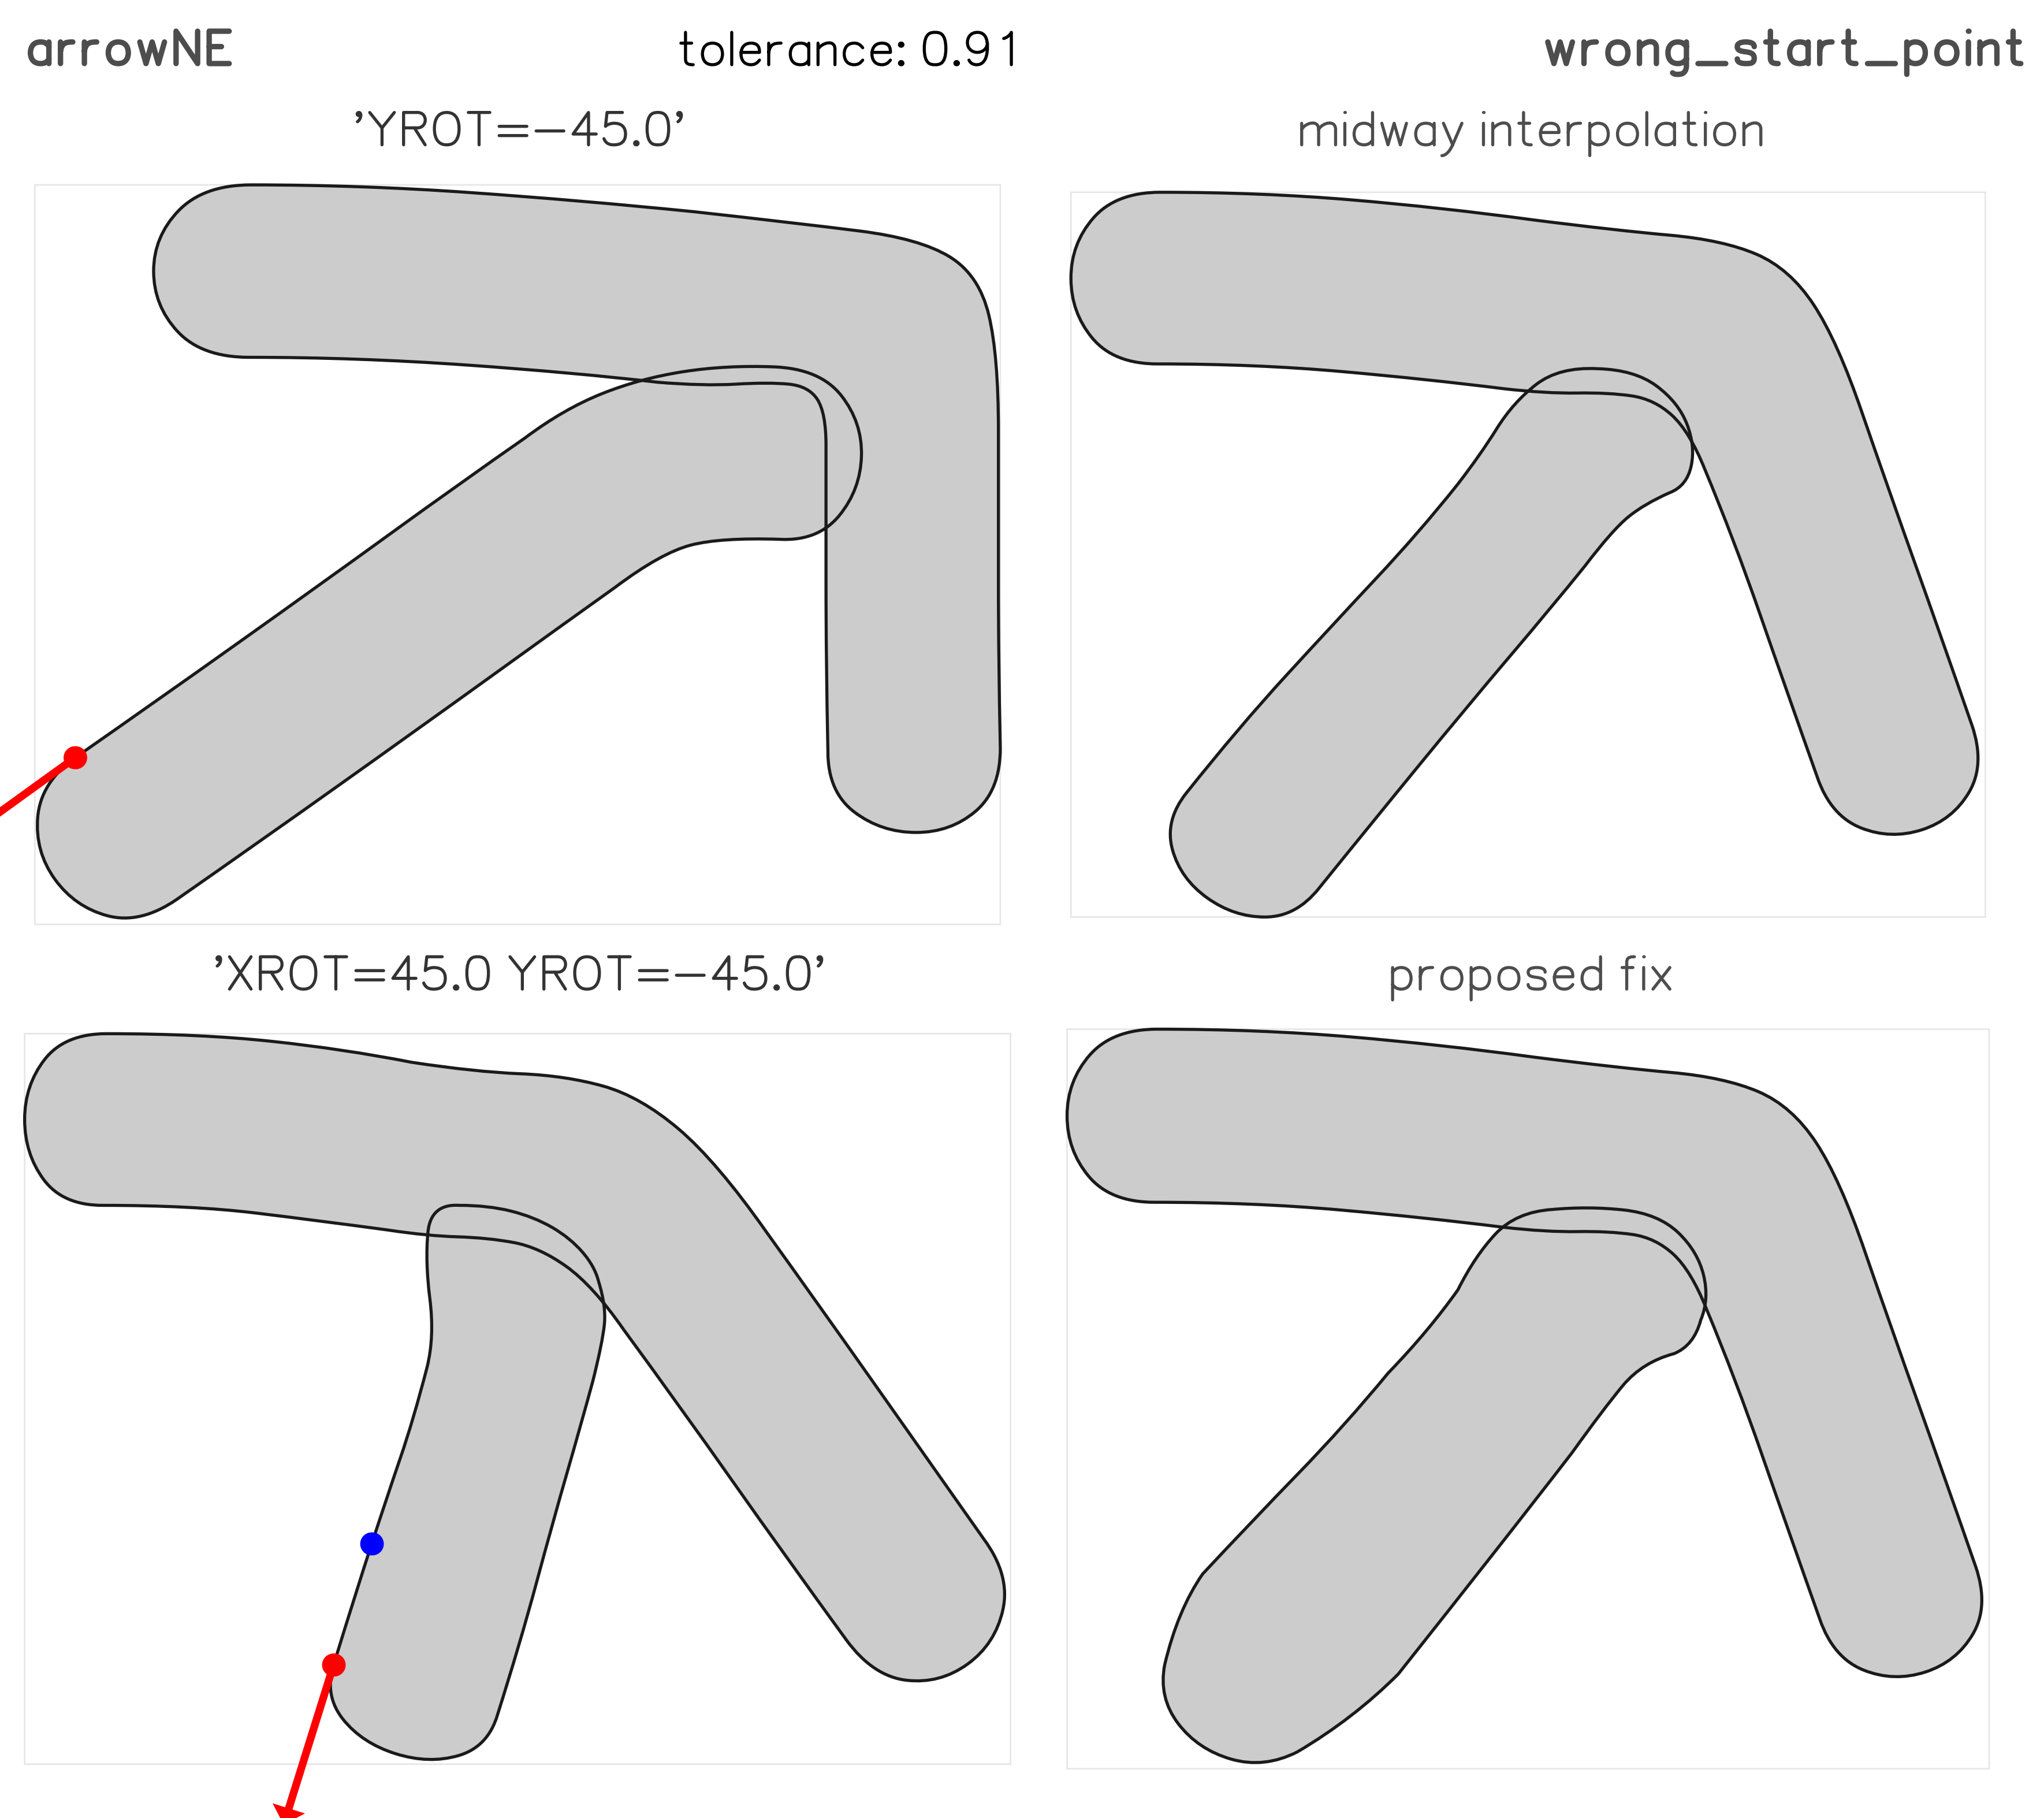 arrowNE tolerance: 0.91 wrong_start_point
'YROT=-45.0' midway interpolation
'XROT=45.0 YROT=-45.0' proposed fix